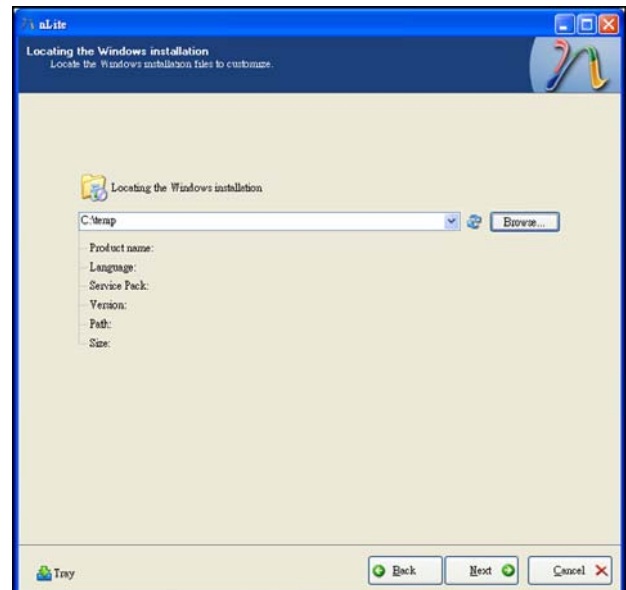 nLite
Locating the Windows installation
Locate the Windows installation files to customize.
Locating the Windows installation
C:\temp
Browse...
Product name:
Language:
Service Pack:
Version:
Path:
Size:
Tray
Back
Next
Cancel